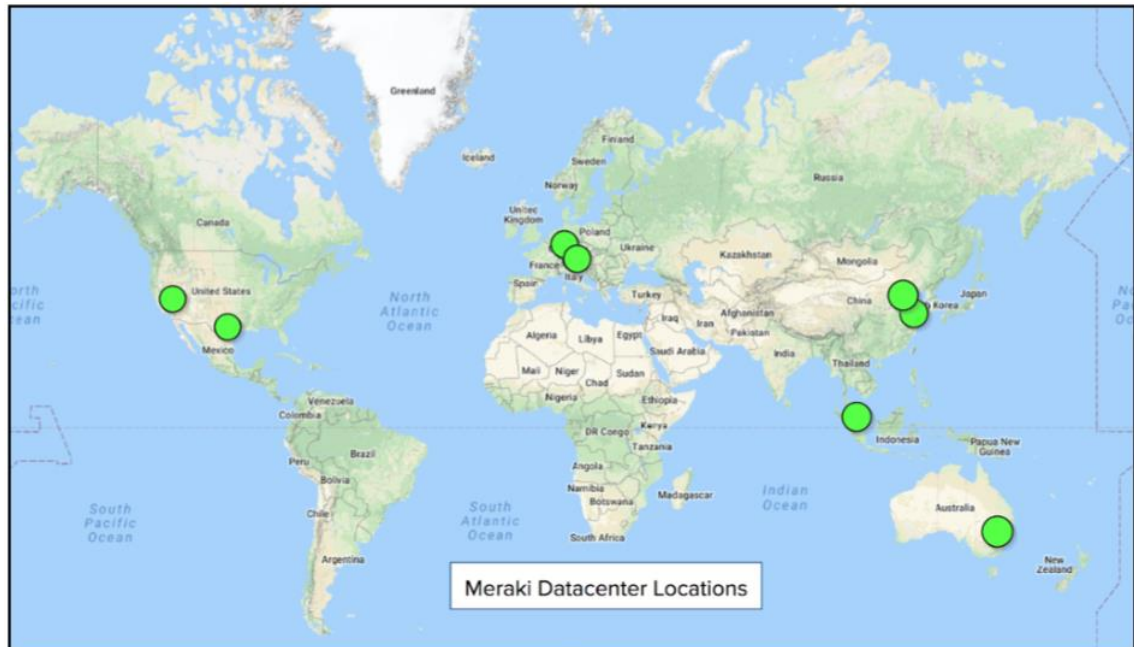 Greenland
Iceland
Finland
Sweden
Norway
Russia
Canada
United
Kingdom
Poland
Ukraine
Kazakhstan
Mongolia
France
Italy
Spain
Turkey
China
Japan
United States
North
Atlantic
Ocean
Afghanistan
Iraq
Iran
Pakistan
Algeria
Libya
Egypt
Saudi Arabia
India
Mexico
Mali
Niger
Chad
Sudan
Thailand
Nigeria
Ethiopia
Venezuela
Colombia
Kenya
DR Congo
Tanzania
Indonesia
Papua New
Guinea
Peru
Brazil
Bolivia
Angola
Namibia
Botswana
Madagascar
South
Pacific
Ocean
Chile
South
Atlantic
Ocean
Indian
Ocean
Australia
South Africa
Argentina
New
Zealand
Meraki Datacenter Locations